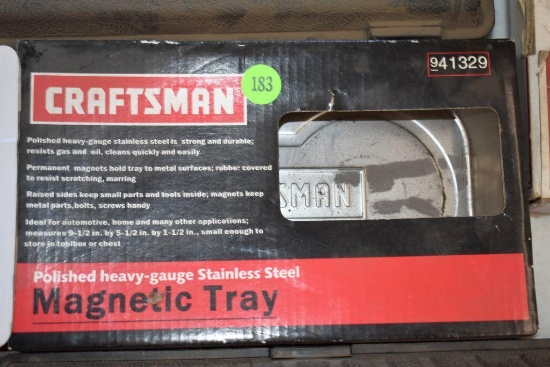 941329
CRAFTSMAN
183
Polished heavy-gauge stainless steel is strong and durable;
resists gas and oil, cleans quickly and easily
Permanent magnets hold tray to metal surfaces; rubber covered
to resist scratching, marring
Raised sides keep small parts and tools inside; magnets keep
metal parts, bolts, screws handy
Ideal for automotive, home and many other applications;
measures 9-1/2 in. by 5-1/2 in. by 1-1/2 in., small enough to
store in toolbox or chest
SMAN
Polished heavy-gauge Stainless Steel
Magnetic Tray